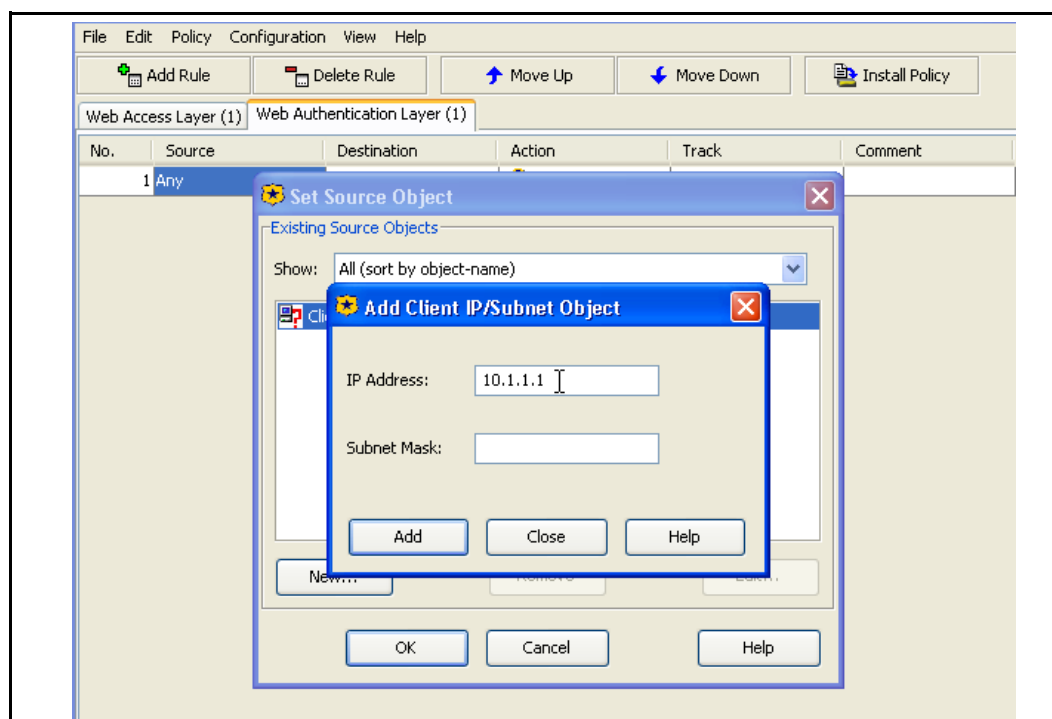 File Edit Policy Configuration View Help
Add Rule Delete Rule Move Up Move Down Install Policy
Web Access Layer (1) Web Authentication Layer (1)
No. Source Destination Action Track Comment
1 Any
Set Source Object
Existing Source Objects
Show: All (sort by object-name)
Add Client IP/Subnet Object
IP Address: 10.1.1.1
Subnet Mask:
Add Close Help
New...
OK Cancel Help